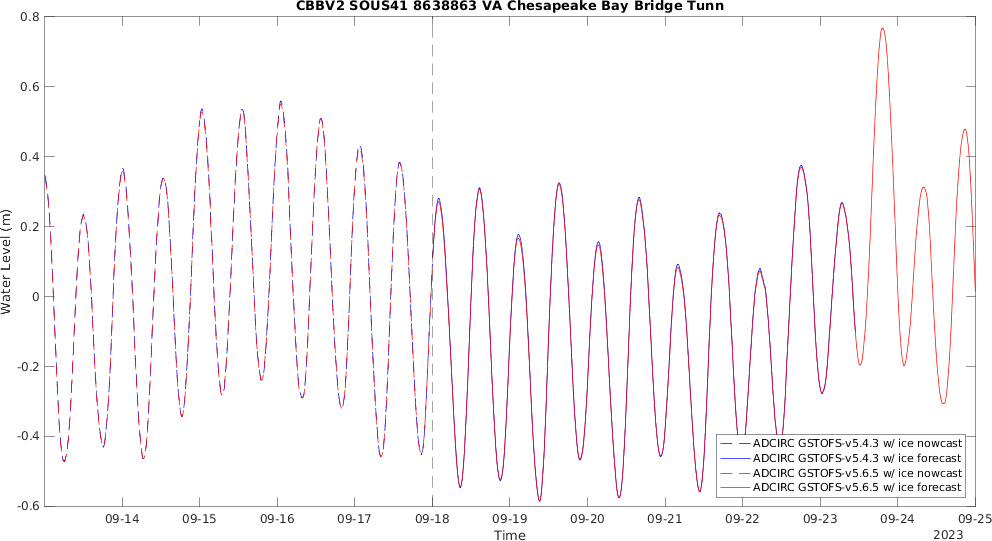 CBBV2 SOUS41 8638863 VA Chesapeake Bay Bridge Tunn
0.8
0.6
0.4
0.2
0
-0.2
-0.4
-0.6
Water Level (m)
ADCIRC GSTOFS-v5.4.3 w/ ice nowcast
ADCIRC GSTOFS-v5.4.3 w/ ice forecast
ADCIRC GSTOFS-v5.6.5 w/ ice nowcast
ADCIRC GSTOFS-v5.6.5 w/ ice forecast
09-14 09-15 09-16 09-17 09-18 09-19 09-20 09-21 09-22 09-23 09-24 09-25
Time
2023